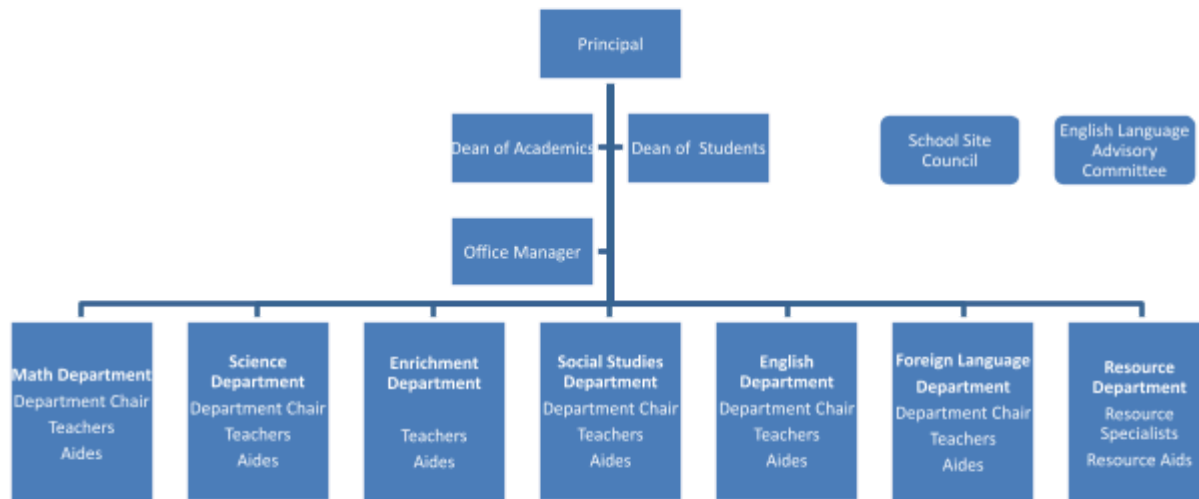 Principal
Dean of Academics
Dean of Students
School Site
Council
English Language
Advisory
Committee
Office Manager
Math Department
Department Chair
Teachers
Aides
Science
Department
Department Chair
Teachers
Aides
Enrichment
Department
Teachers
Aides
Social Studies
Department
Department Chair
Teachers
Aides
English
Department
Department Chair
Teachers
Aides
Foreign Language
Department
Department Chair
Teachers
Aides
Resource
Department
Resource
Specialists
Resource Aids